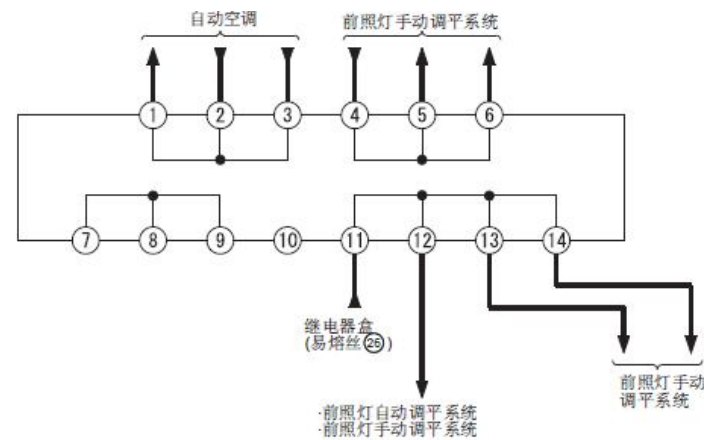 自动空调 前照灯手动调平系统
1 2 3 4 5 6
7 8 9 10 11 12 13 14
继电器盒
(易熔丝26)
前照灯手动
调平系统
·前照灯自动调平系统
·前照灯手动调平系统